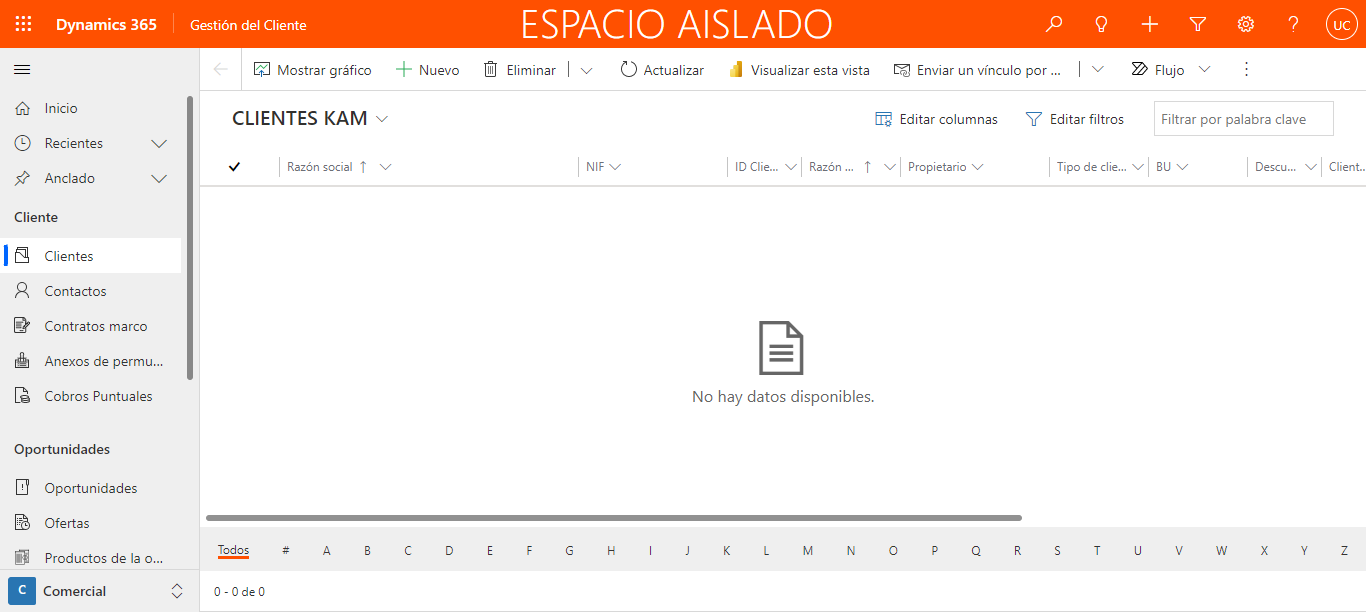 Dynamics 365
Gestión del Cliente
ESPACIO AISLADO
UC
Mostrar gráfico
Nuevo
Eliminar
Actualizar
Visualizar esta vista
Enviar un vínculo por ...
Flujo
Inicio
Recientes
Anclado
Cliente
Clientes
Contactos
Contratos marco
Anexos de permu...
Cobros Puntuales
Oportunidades
Oportunidades
Ofertas
Productos de la o...
C
Comercial
CLIENTES KAM
Editar columnas
Editar filtros
Filtrar por palabra clave
Razón social ↑
NIF
ID Clie...
Razón ... ↑
Propietario
Tipo de clie...
BU
Descu...
Client...
No hay datos disponibles.
Todos # A B C D E F G H I J K L M N O P Q R S T U V W X Y Z
0 - 0 de 0